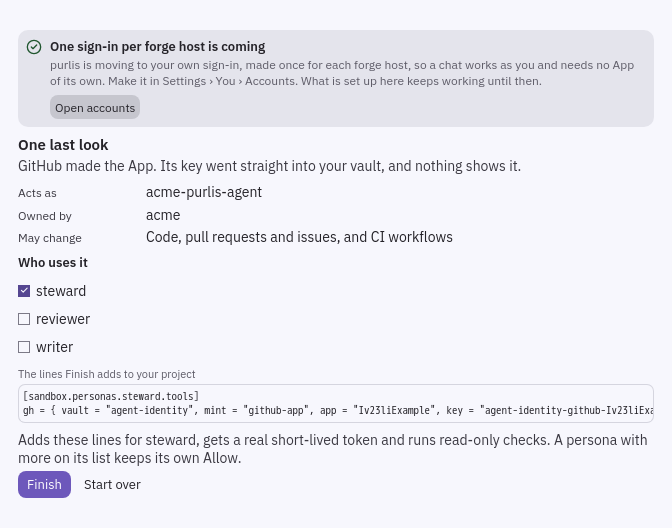 One sign-in per forge host is coming
purlis is moving to your own sign-in, made once for each forge host, so a chat works as you and needs no App
of its own. Make it in Settings › You › Accounts. What is set up here keeps working until then.
Open accounts
One last look
GitHub made the App. Its key went straight into your vault, and nothing shows it.
Acts as acme-purlis-agent
Owned by acme
May change Code, pull requests and issues, and CI workflows
Who uses it
steward
reviewer
writer
The lines Finish adds to your project
[sandbox.personas.steward.tools]
gh = { vault = "agent-identity", mint = "github-app", app = "Iv23liExample", key = "agent-identity-github-Iv23liExa
Adds these lines for steward, gets a real short-lived token and runs read-only checks. A persona with
more on its list keeps its own Allow.
Finish Start over